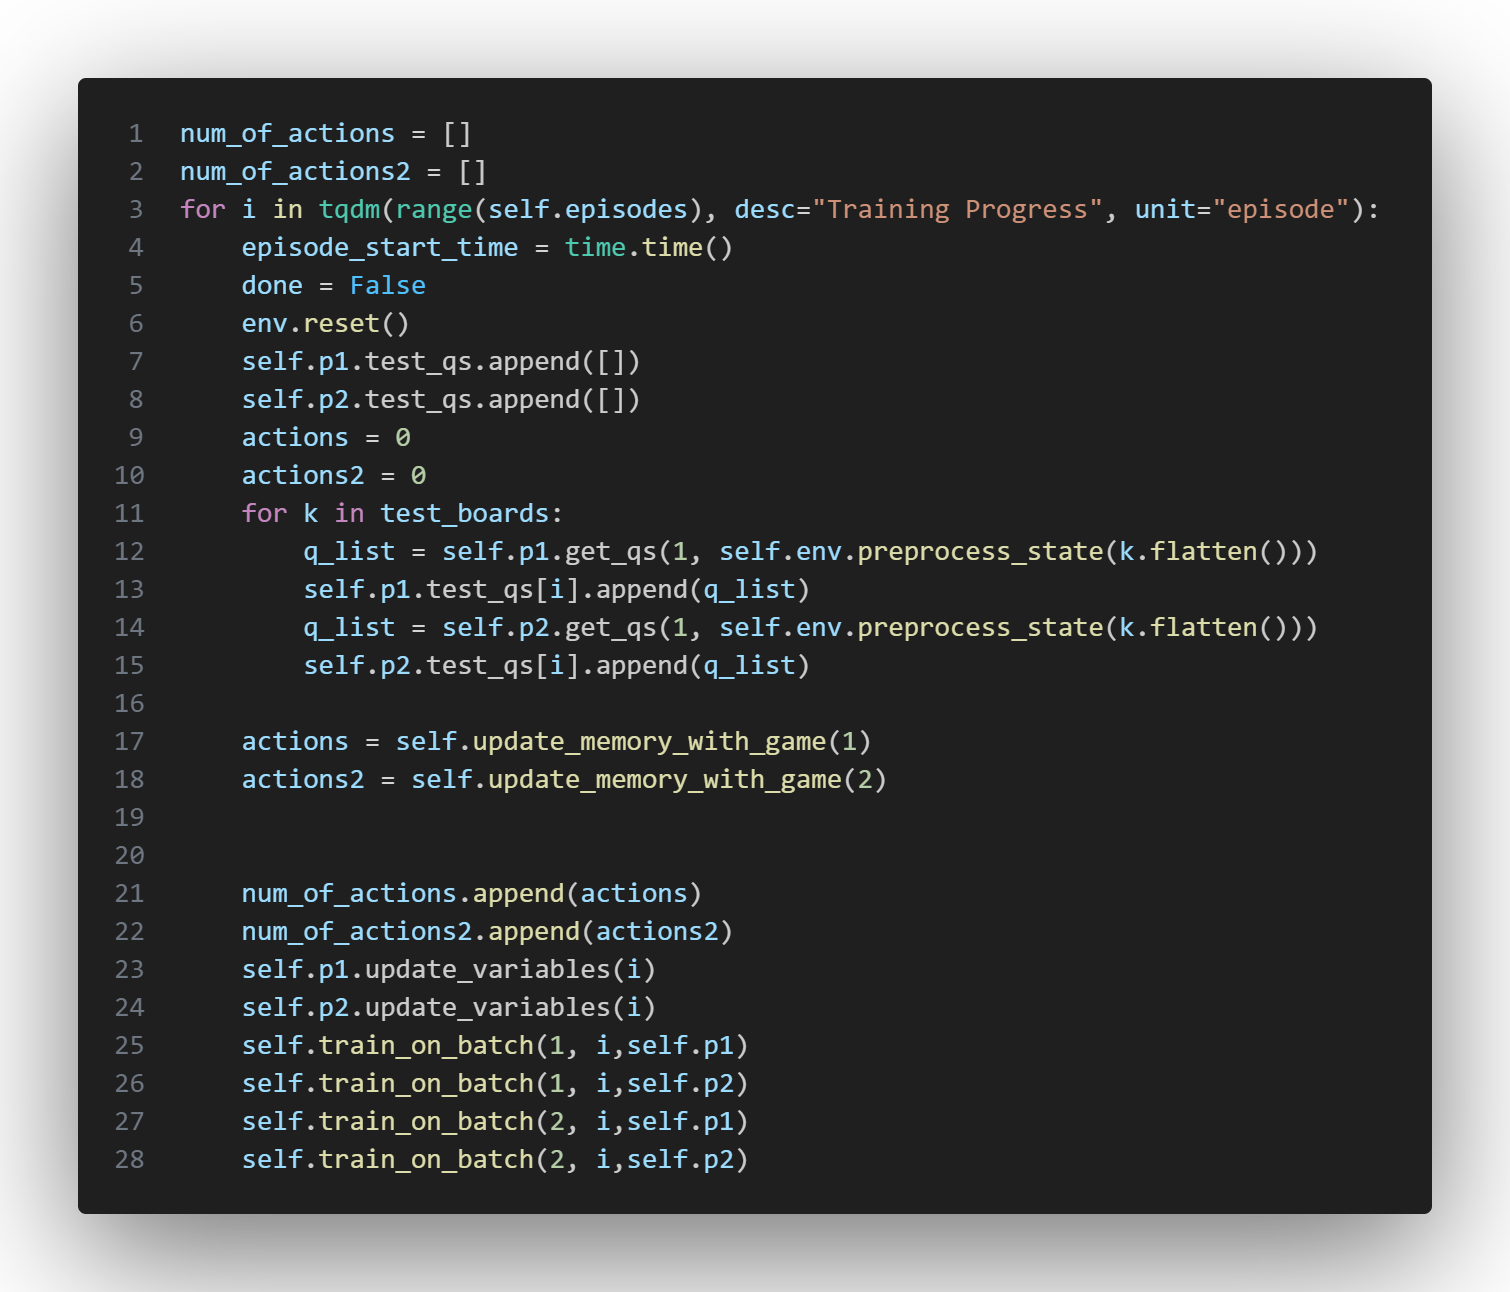 1 num_of_actions = []
2 num_of_actions2 = []
3 for i in tqdm(range(self.episodes), desc="Training Progress", unit="episode"):
4     episode_start_time = time.time()
5     done = False
6     env.reset()
7     self.p1.test_qs.append([])
8     self.p2.test_qs.append([])
9     actions = 0
10     actions2 = 0
11     for k in test_boards:
12         q_list = self.p1.get_qs(1, self.env.preprocess_state(k.flatten()))
13         self.p1.test_qs[i].append(q_list)
14         q_list = self.p2.get_qs(1, self.env.preprocess_state(k.flatten()))
15         self.p2.test_qs[i].append(q_list)
16
17     actions = self.update_memory_with_game(1)
18     actions2 = self.update_memory_with_game(2)
19
20
21     num_of_actions.append(actions)
22     num_of_actions2.append(actions2)
23     self.p1.update_variables(i)
24     self.p2.update_variables(i)
25     self.train_on_batch(1, i,self.p1)
26     self.train_on_batch(1, i,self.p2)
27     self.train_on_batch(2, i,self.p1)
28     self.train_on_batch(2, i,self.p2)